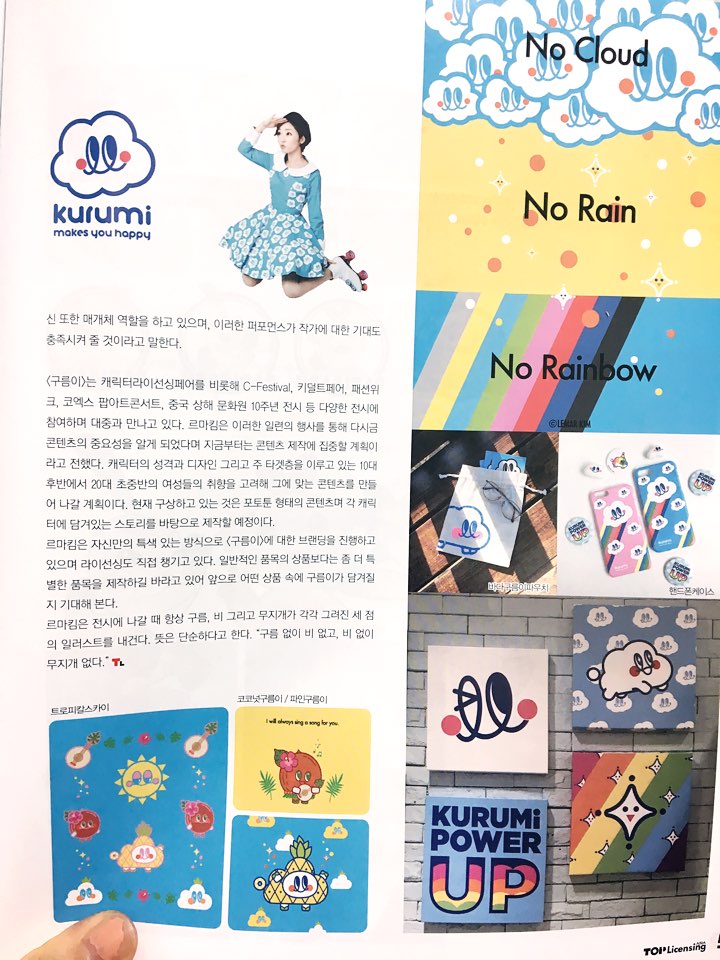 kurumi
makes you happy
신 또한 매개체 역할을 하고 있으며, 이러한 퍼포먼스가 작가에 대한 기대도
충족시켜 줄 것이라고 말한다.
〈구름이〉는 캐릭터라이선싱페어를 비롯해 C-Festival, 키덜트페어, 패션위
크, 코엑스 팝아트콘서트, 중국 상해 문화원 10주년 전시 등 다양한 전시에
참여하며 대중과 만나고 있다. 르마킴은 이러한 일련의 행사를 통해 다시금
콘텐츠의 중요성을 알게 되었다며 지금부터는 콘텐츠 제작에 집중할 계획이
라고 전했다. 캐릭터의 성격과 디자인 그리고 주 타겟층을 이루고 있는 10대
후반에서 20대 초중반의 여성들의 취향을 고려해 그에 맞는 콘텐츠를 만들
어 나갈 계획이다. 현재 구상하고 있는 것은 포토툰 형태의 콘텐츠며 각 캐릭
터에 담겨있는 스토리를 바탕으로 제작할 예정이다.
르마킴은 자신만의 특색 있는 방식으로 〈구름이〉에 대한 브랜딩을 진행하고
있으며 라이선싱도 직접 챙기고 있다. 일반적인 품목의 상품보다는 좀 더 특
별한 품목을 제작하길 바라고 있어 앞으로 어떤 상품 속에 구름이가 담겨질
지 기대해 본다.
르마킴은 전시에 나갈 때 항상 구름, 비 그리고 무지개가 각각 그려진 세 점
의 일러스트를 내건다. 뜻은 단순하다고 한다. “구름 없이 비 없고, 비 없이
무지개 없다.” TL
트로피칼스카이
코코넛구름이 / 파인구름이
I will always sing a song for you.
No Cloud
No Rain
No Rainbow
©LEMAR KIM
바닥구름이파우치
핸드폰케이스
KURUMi
POWER
UP
TOP Licensing